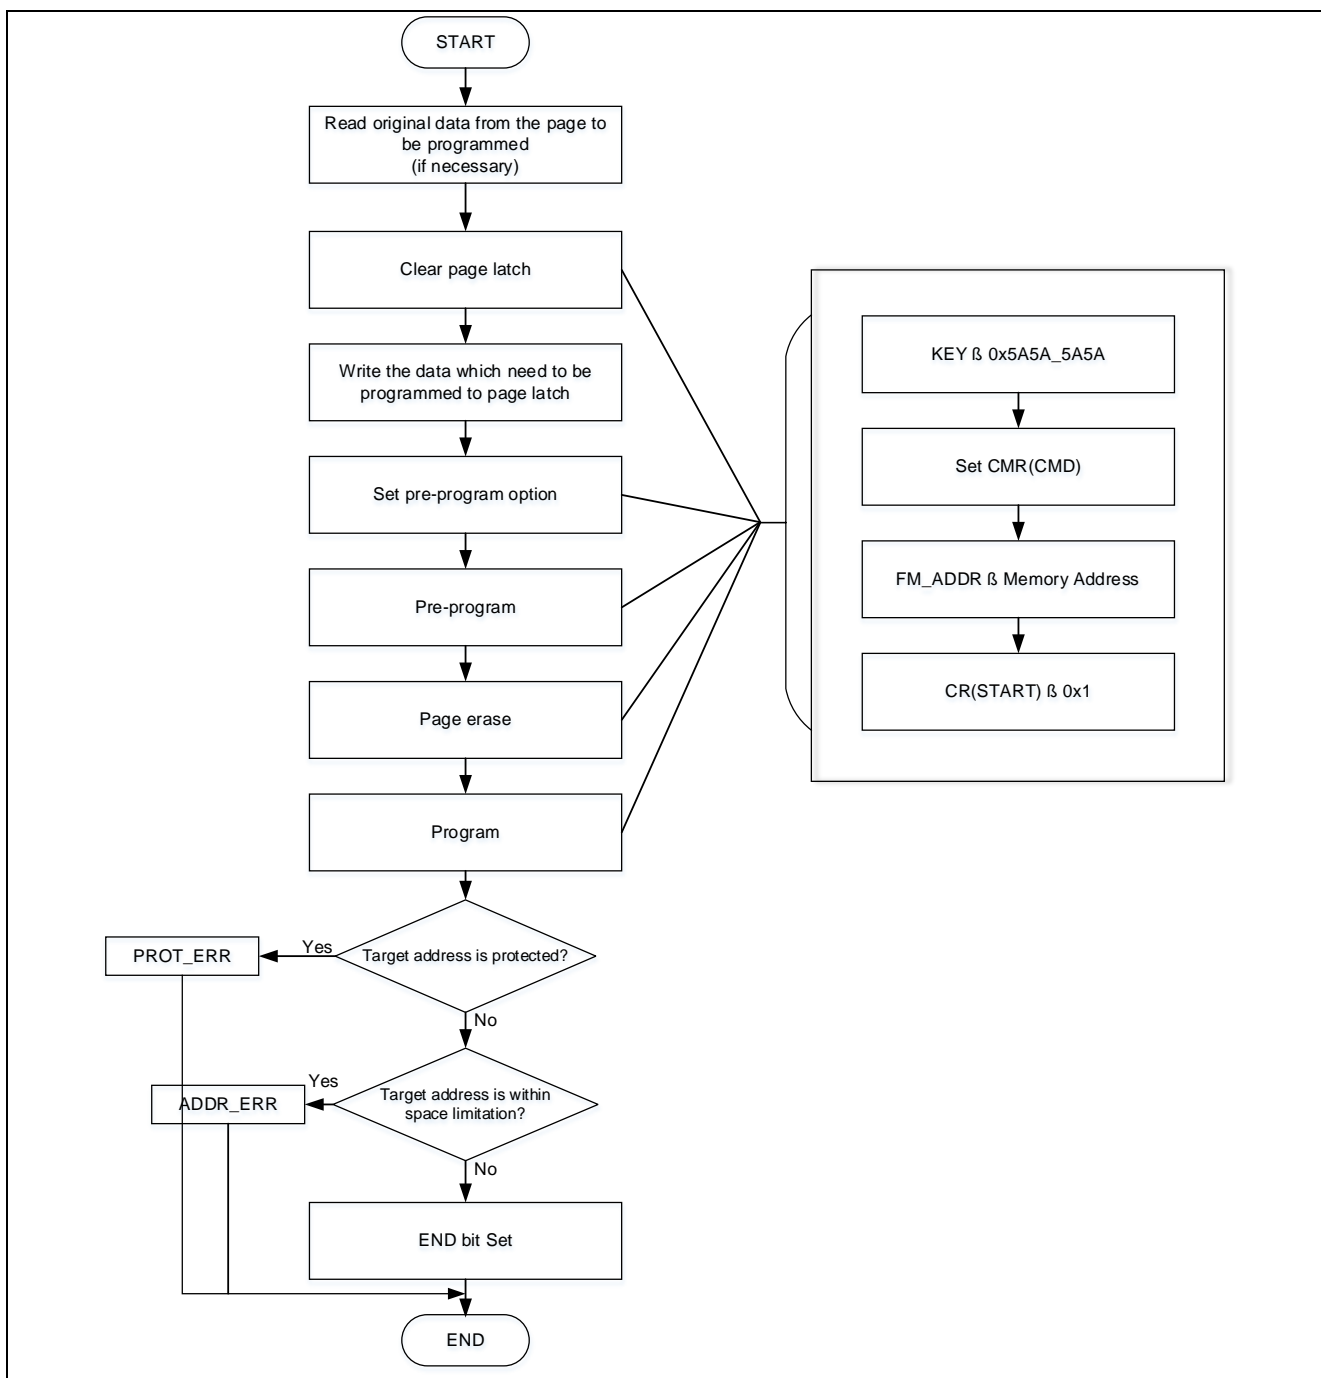 START
Read original data from the page to
be programmed
(if necessary)
Clear page latch
Write the data which need to be
programmed to page latch
Set pre-program option
Pre-program
Page erase
Program
Target address is protected?
Yes
PROT_ERR
No
Target address is within
space limitation?
Yes
ADDR_ERR
No
END bit Set
END
KEY ß 0x5A5A_5A5A
Set CMR(CMD)
FM_ADDR ß Memory Address
CR(START) ß 0x1